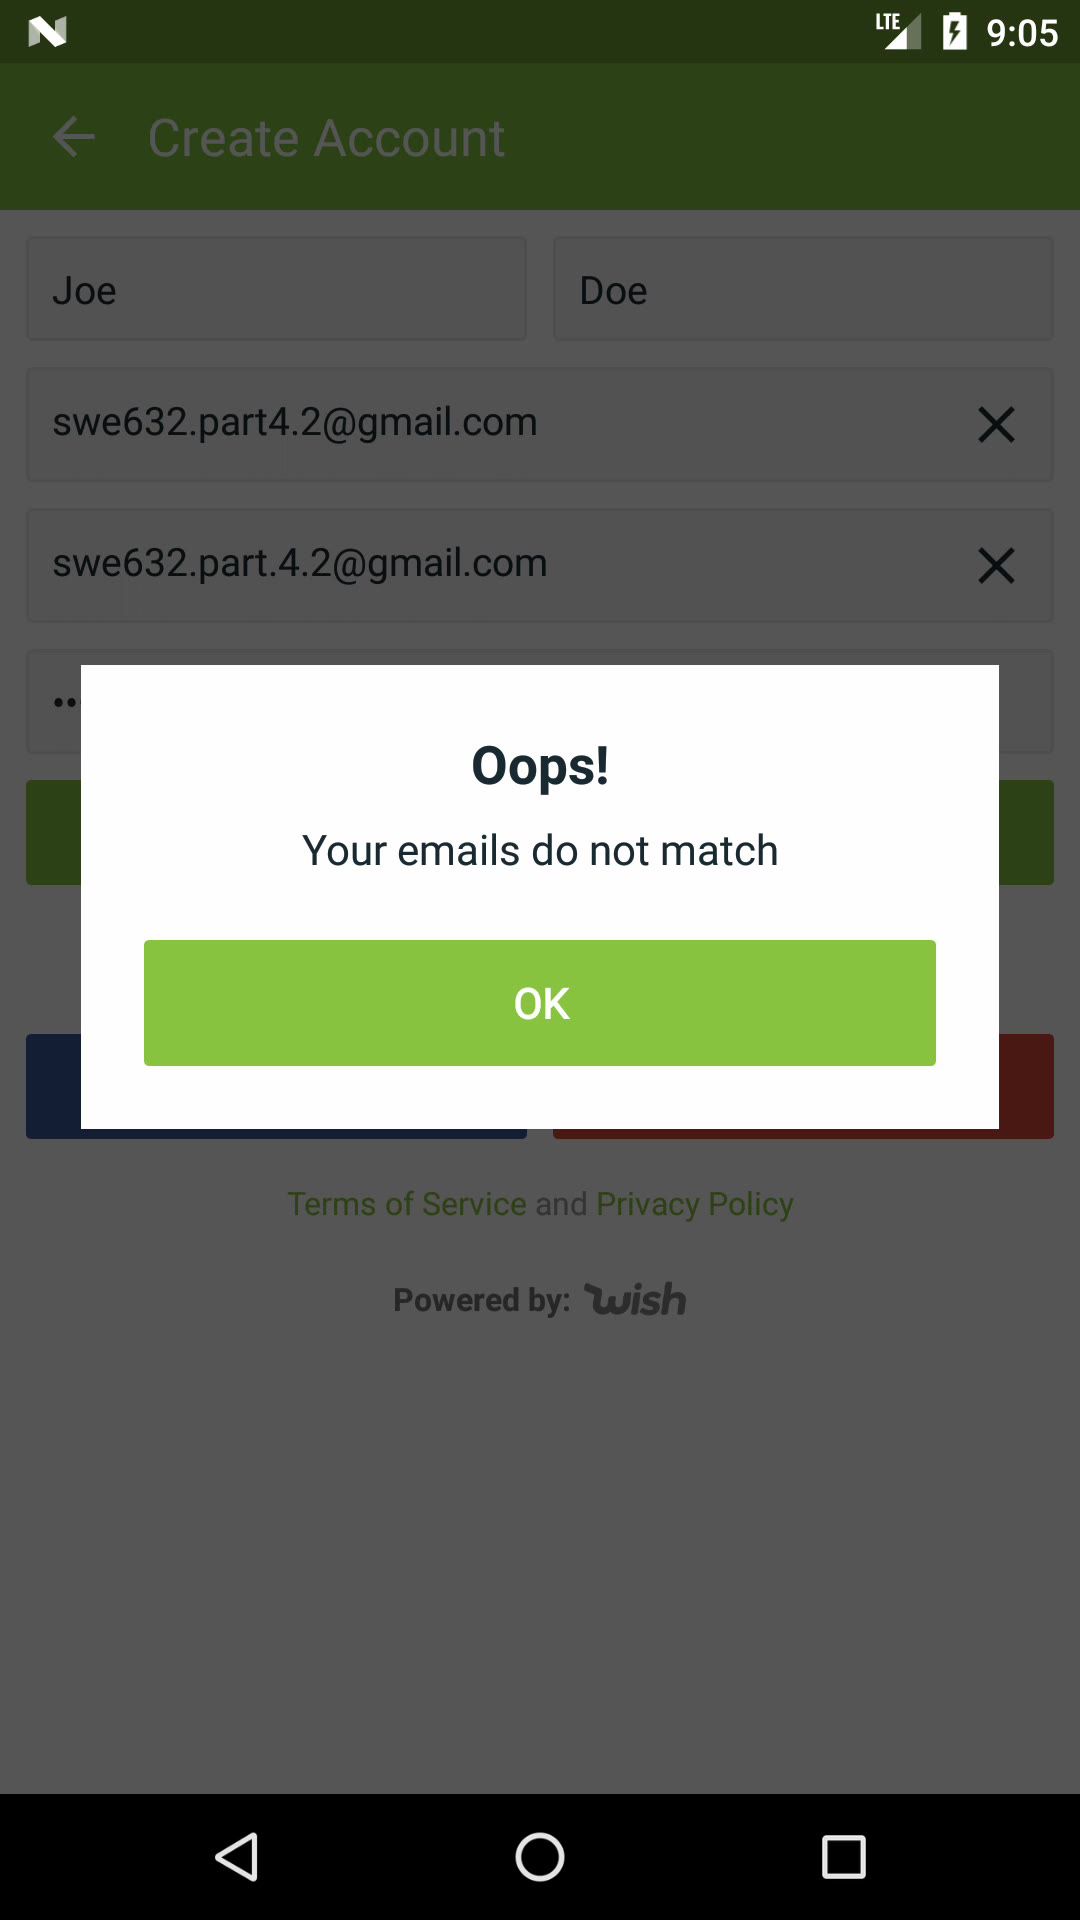 LTE 9:05
Create Account
Joe Doe
swe632.part4.2@gmail.com
swe632.part.4.2@gmail.com
Oops!
Your emails do not match
OK
Terms of Service and Privacy Policy
Powered by: wish